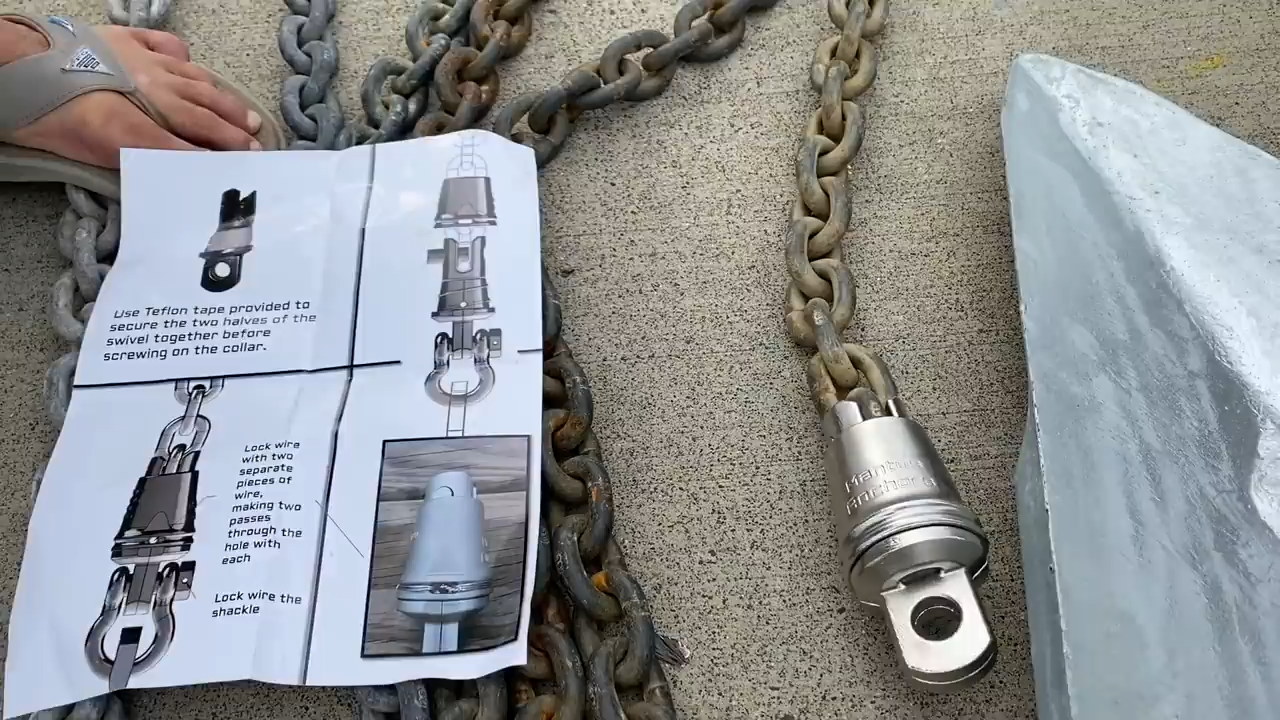 Use Teflon tape provided to
secure the two halves of the
swivel together before
screwing on the collar.
Lock wire
with two
separate
pieces of
wire,
making two
passes
through the
hole with
each
Lock wire the
shackle
Mantus
Anchors